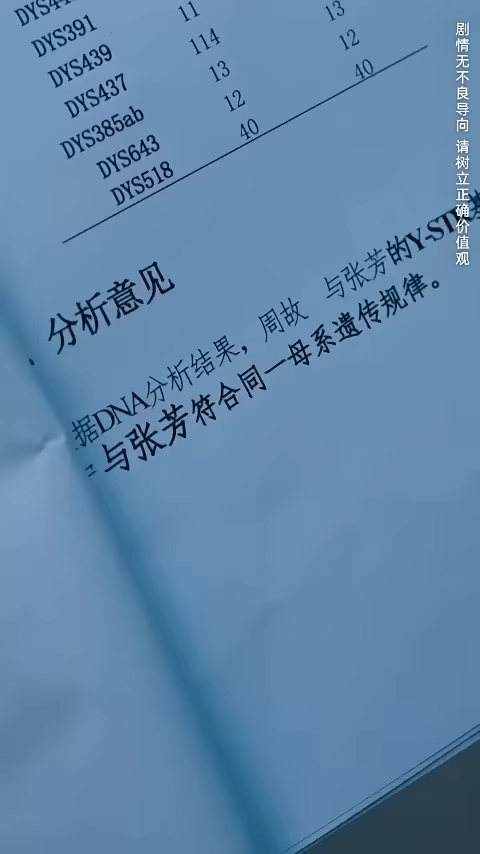 DYS391 11 13
DYS439 114 12
DYS437 13 40
DYS385ab 12
DYS643 40
DYS518
分析意见
据DNA分析结果，周故 与张芳的Y-STR
与张芳符合同一母系遗传规律。
剧情无不良导向 请树立正确价值观